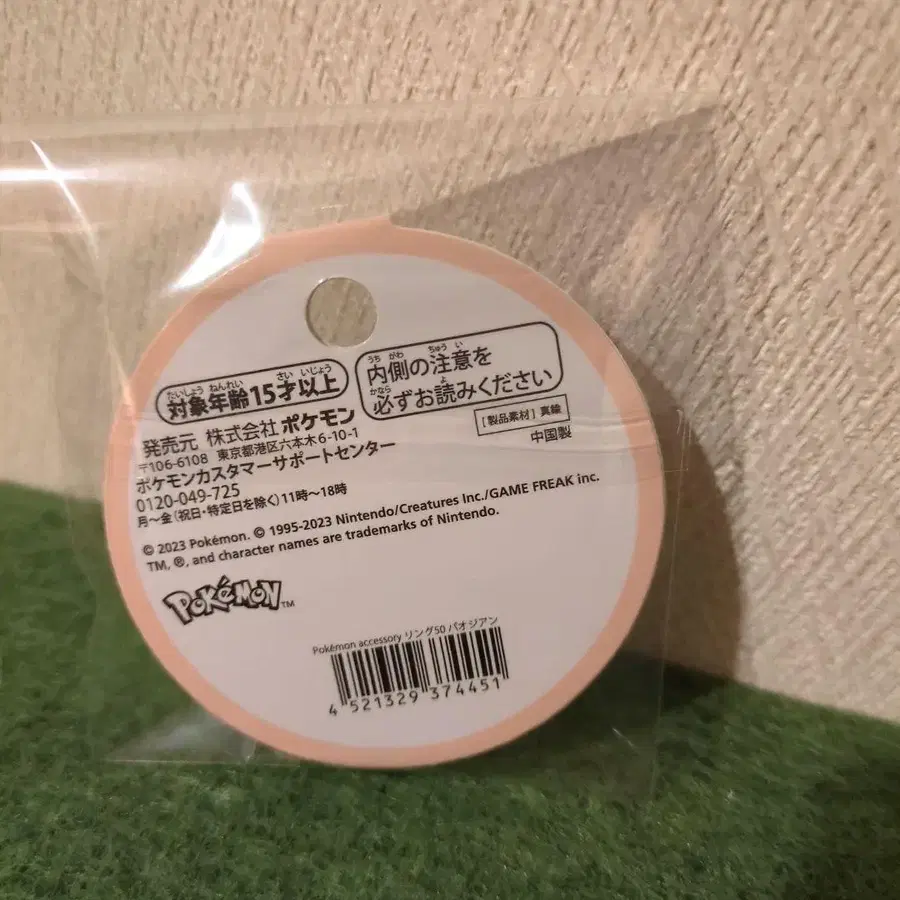 たいしょう ねんれい さい いじょう
対象年齢15才以上
うち がわ ちゅう い
内側の注意を
かなら よ
必ずお読みください
[製品素材] 真鍮
中国製
発売元 株式会社 ポケモン
〒106-6108 東京都港区六本木6-10-1
ポケモンカスタマーサポートセンター
0120-049-725
月〜金(祝日・特定日を除く)11時〜18時
© 2023 Pokémon. © 1995-2023 Nintendo/Creatures Inc./GAME FREAK inc.
TM, ®, and character names are trademarks of Nintendo.
POKéMON TM
Pokémon accessory リング50 パオジアン
4 521329 374451